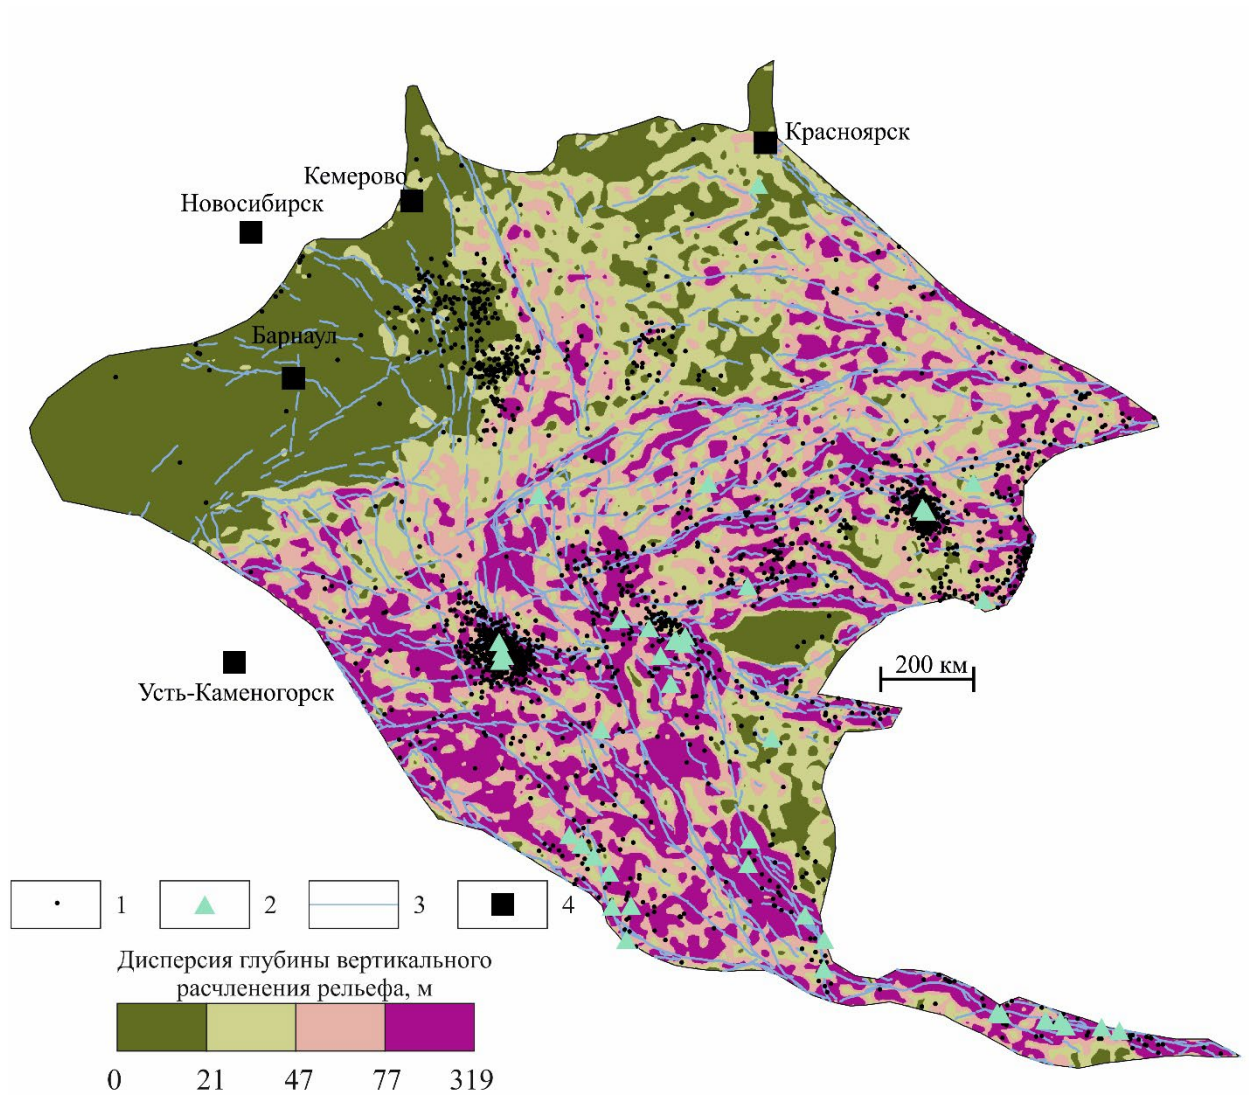 Красноярск
Кемерово
Новосибирск
Барнаул
200 км
Усть-Каменогорск
1 2 3 4
Дисперсия глубины вертикального
расчленения рельефа, м
0 21 47 77 319